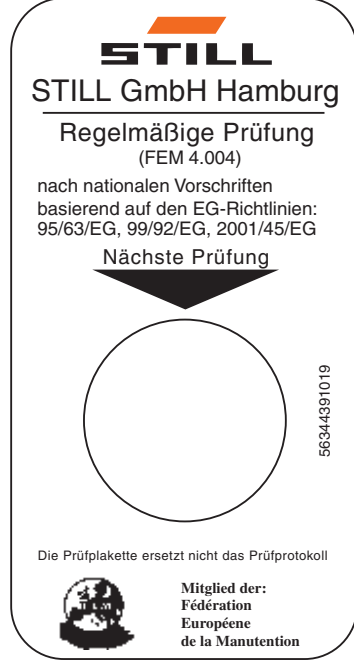 STILL
STILL GmbH Hamburg
Regelmäßige Prüfung
(FEM 4.004)
nach nationalen Vorschriften
basierend auf den EG-Richtlinien:
95/63/EG, 99/92/EG, 2001/45/EG
Nächste Prüfung
56344391019
Die Prüfplakette ersetzt nicht das Prüfprotokoll
Mitglied der:
Fédération
Européene
de la Manutention